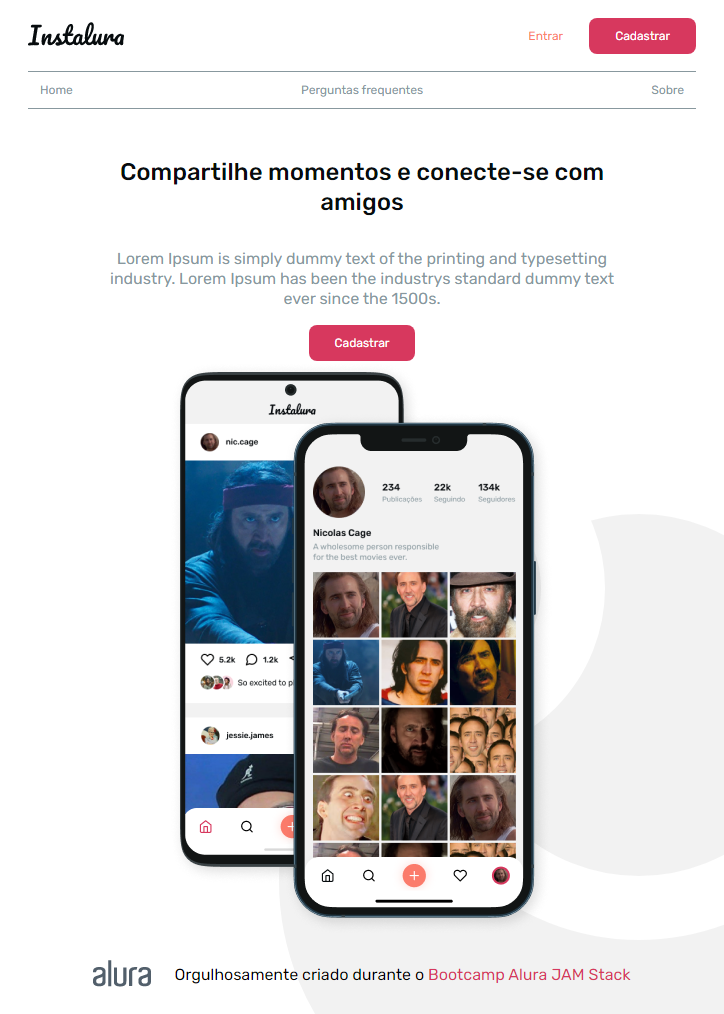 Instalura
Entrar
Cadastrar
Home
Perguntas frequentes
Sobre
Compartilhe momentos e conecte-se com
amigos
Lorem Ipsum is simply dummy text of the printing and typesetting
industry. Lorem Ipsum has been the industrys standard dummy text
ever since the 1500s.
Cadastrar
Instalura
nic.cage
5.2k
1.2k
So excited to p
jessie.james
234
22k
134k
Publicações
Seguindo
Seguidores
Nicolas Cage
A wholesome person responsible
for the best movies ever.
alura
Orgulhosamente criado durante o Bootcamp Alura JAM Stack